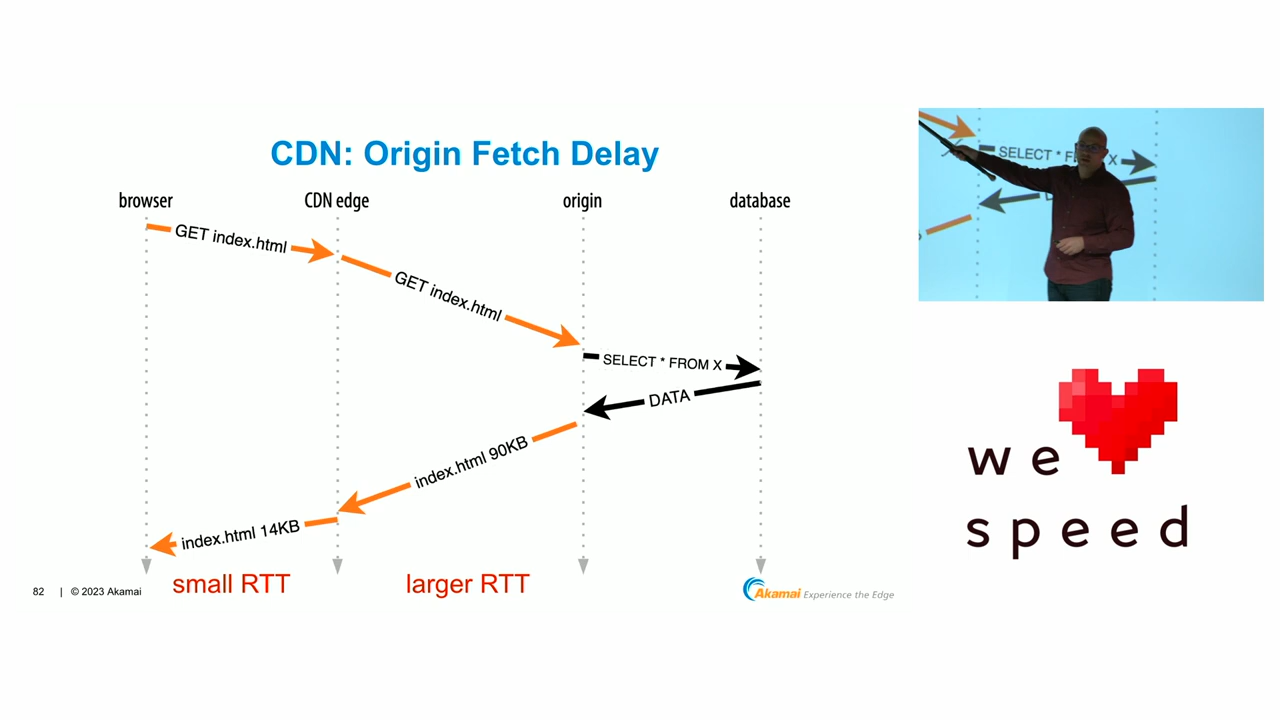 CDN: Origin Fetch Delay
browser
CDN edge
origin
database
GET index.html
GET index.html
SELECT * FROM X
DATA
index.html 90KB
index.html 14KB
small RTT
larger RTT
82 | © 2023 Akamai
Akamai Experience the Edge
SELECT * F X
we
speed